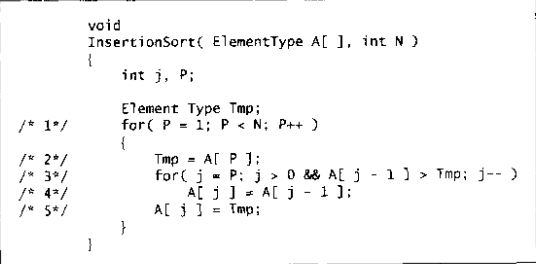 void
InsertionSort( ElementType A[ ], int N )
{
int j, P;
Element Type Tmp;
/* 1*/ for( P = 1; P < N; P++ )
{
/* 2*/ Tmp = A[ P ];
/* 3*/ for( j = P; j > 0 && A[ j - 1 ] > Tmp; j-- )
/* 4*/ A[ j ] = A[ j - 1 ];
/* 5*/ A[ j ] = Tmp;
}
}